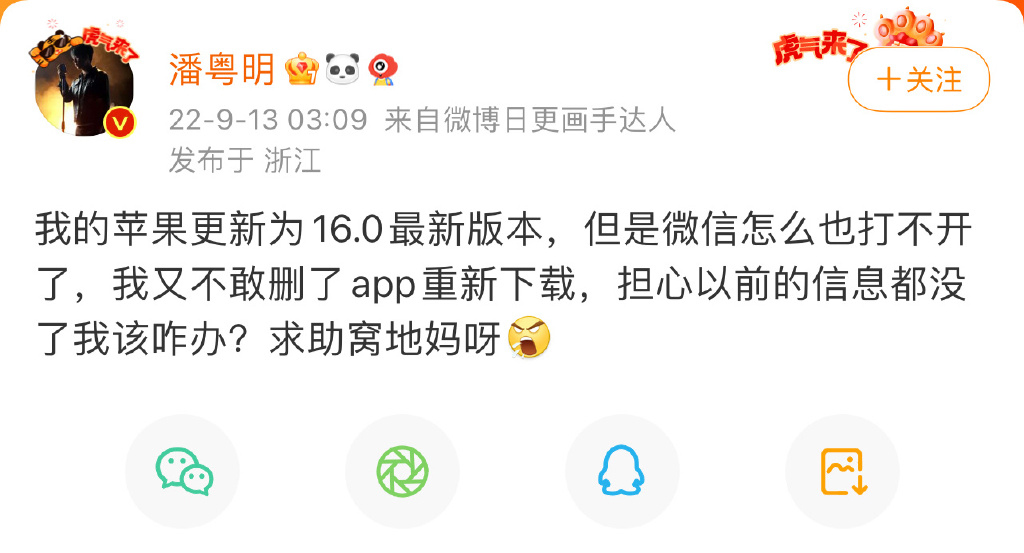 虎气来了
虎气来了
潘粤明
+关注
22-9-13 03:09 来自微博日更画手达人
发布于 浙江
我的苹果更新为16.0最新版本，但是微信怎么也打不开
了，我又不敢删了app重新下载，担心以前的信息都没
了我该咋办？求助窝地妈呀